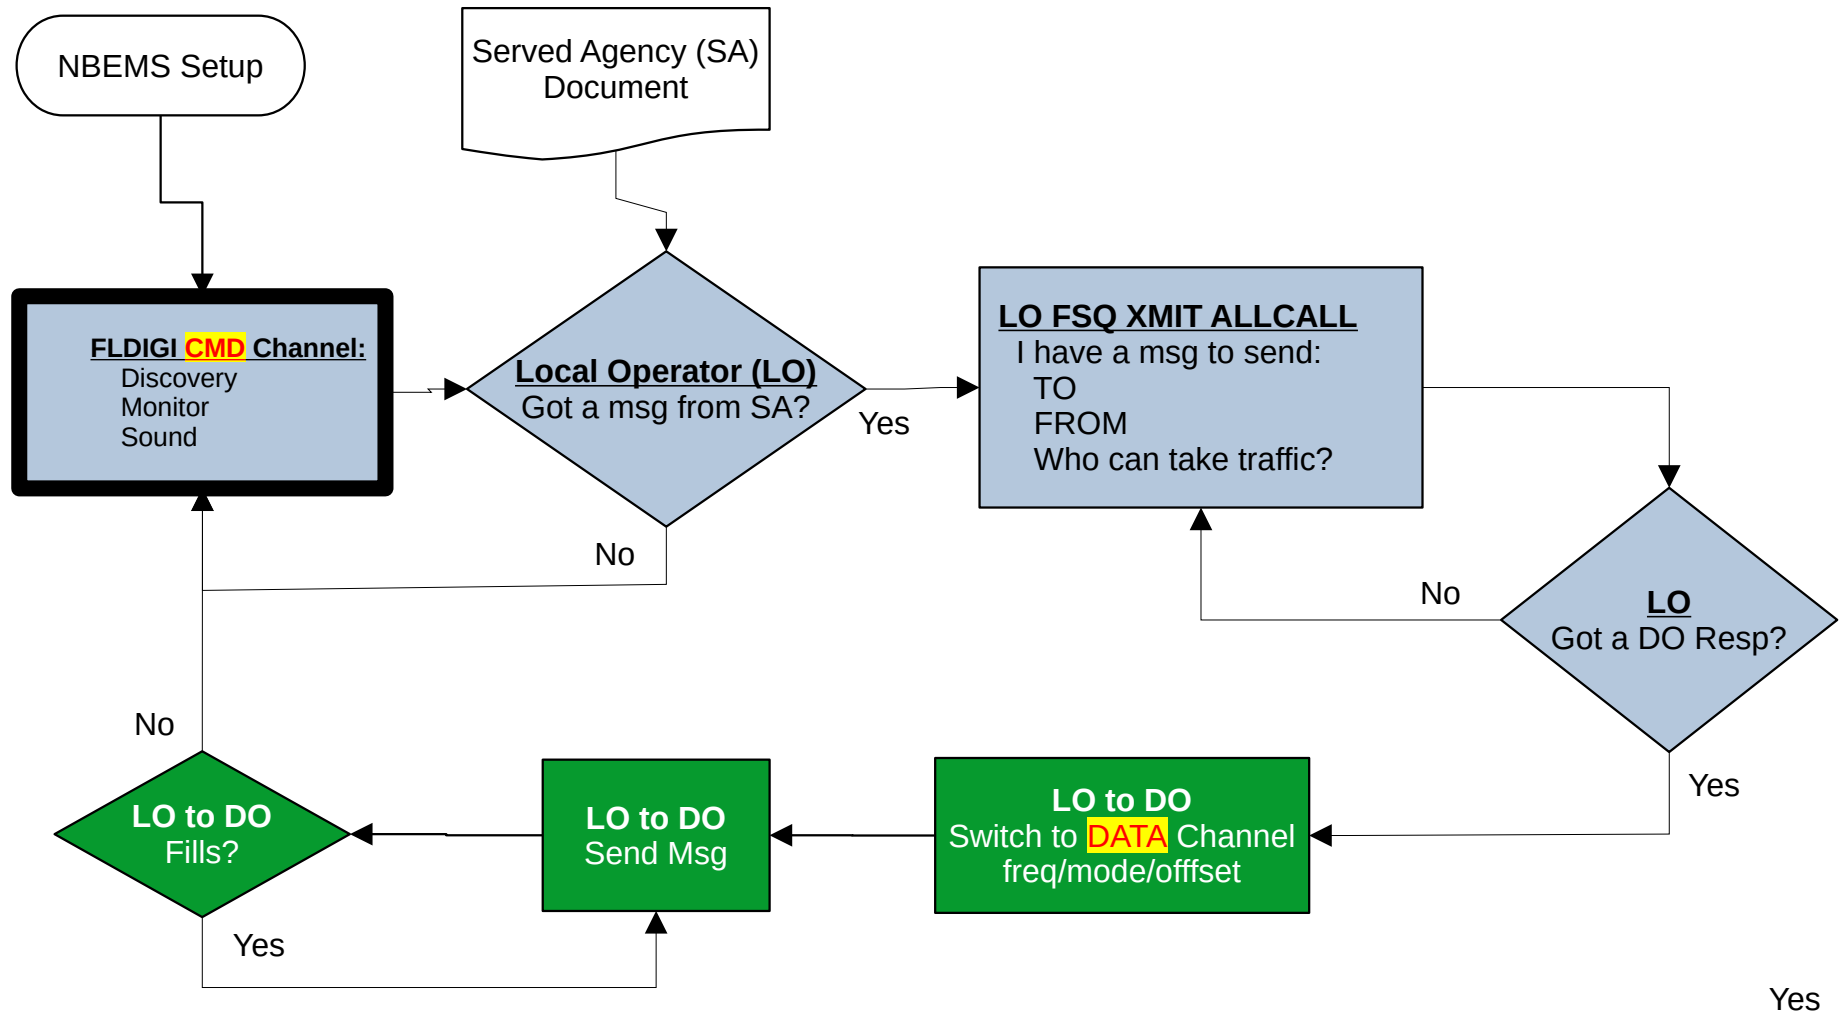 NBEMS Setup
Served Agency (SA)
Document
FLDIGI CMD Channel:
Discovery
Monitor
Sound
Local Operator (LO)
Got a msg from SA?
Yes
No
LO FSQ XMIT ALLCALL
I have a msg to send:
TO
FROM
Who can take traffic?
LO
Got a DO Resp?
No
Yes
LO to DO
Switch to DATA Channel
freq/mode/offfset
LO to DO
Send Msg
LO to DO
Fills?
No
Yes
Yes